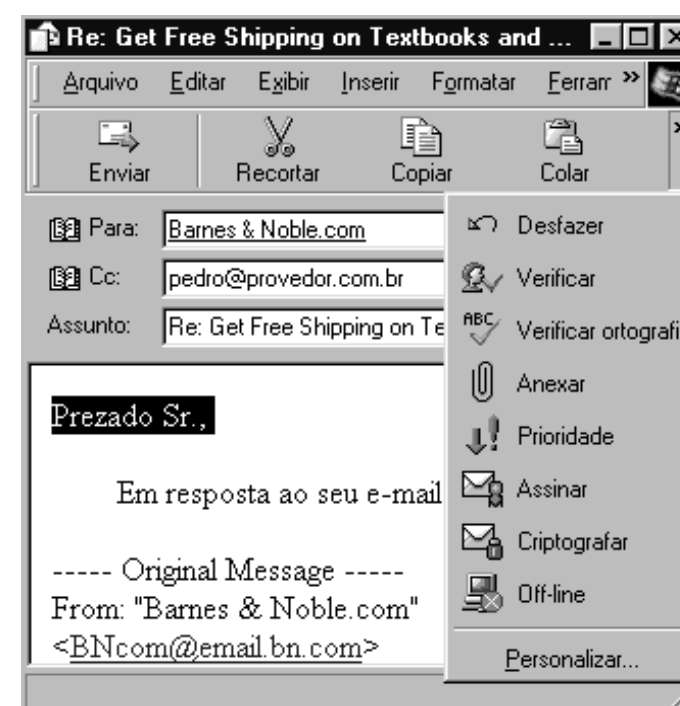 Re: Get Free Shipping on Textbooks and ...
Arquivo Editar Exibir Inserir Formatar Ferram »
Enviar Recortar Copiar Colar
Para: Barnes & Noble.com
Cc: pedro@provedor.com.br
Assunto: Re: Get Free Shipping on Te
Desfazer
Verificar
ABC Verificar ortografi
Anexar
Prioridade
Assinar
Criptografar
Off-line
Personalizar...
Prezado Sr.,
Em resposta ao seu e-mail
----- Original Message -----
From: "Barnes & Noble.com"
<BNcom@email.bn.com>